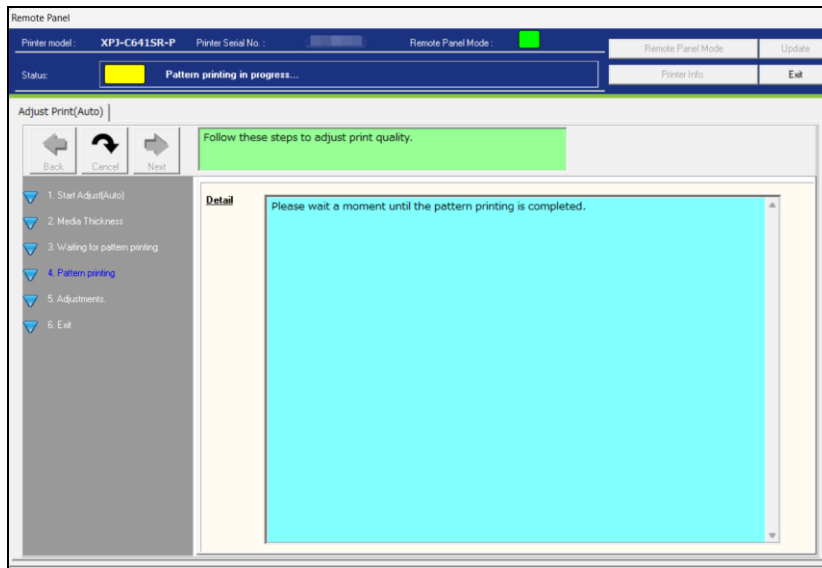 Remote Panel
Printer model : XPJ-C641SR-P Printer Serial No. : Remote Panel Mode :
Remote Panel Mode Update
Status: Pattern printing in progress...
Printer Info. Exit
Adjust Print(Auto)
Back Cancel Next
Follow these steps to adjust print quality.
1. Start Adjust(Auto)
2. Media Thickness
3. Waiting for pattern printing
4. Pattern printing
5. Adjustments.
6. Exit
Detail
Please wait a moment until the pattern printing is completed.